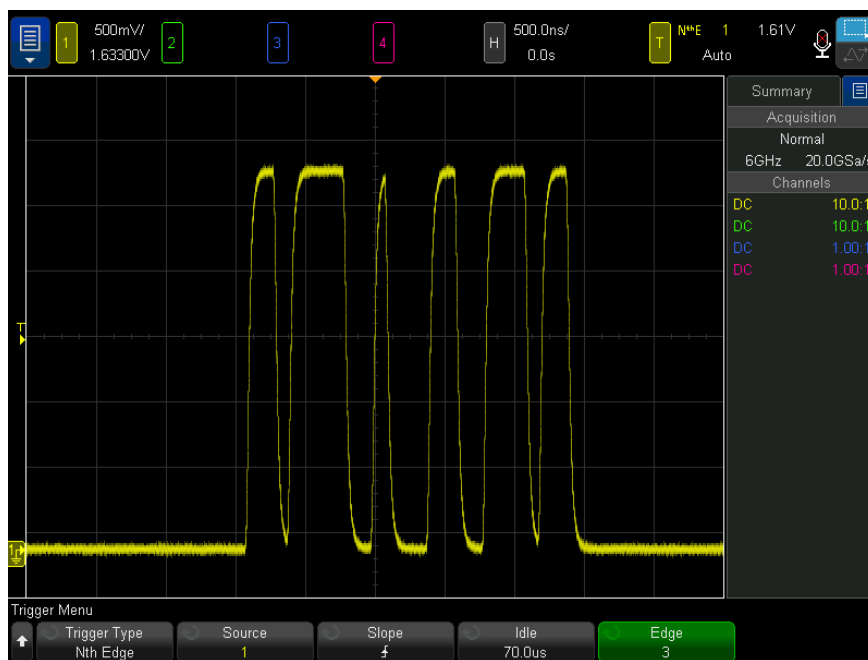 1 500mV/ 2 3 4 H 500.0ns/ T NthE 1 1.61V
1.63300V 0.0s Auto
Summary
Acquisition
Normal
6GHz 20.0GSa/s
Channels
DC 10.0:1
DC 10.0:1
DC 1.00:1
DC 1.00:1
T
1
Trigger Menu
Trigger Type Source Slope Idle Edge
Nth Edge 1 70.0us 3